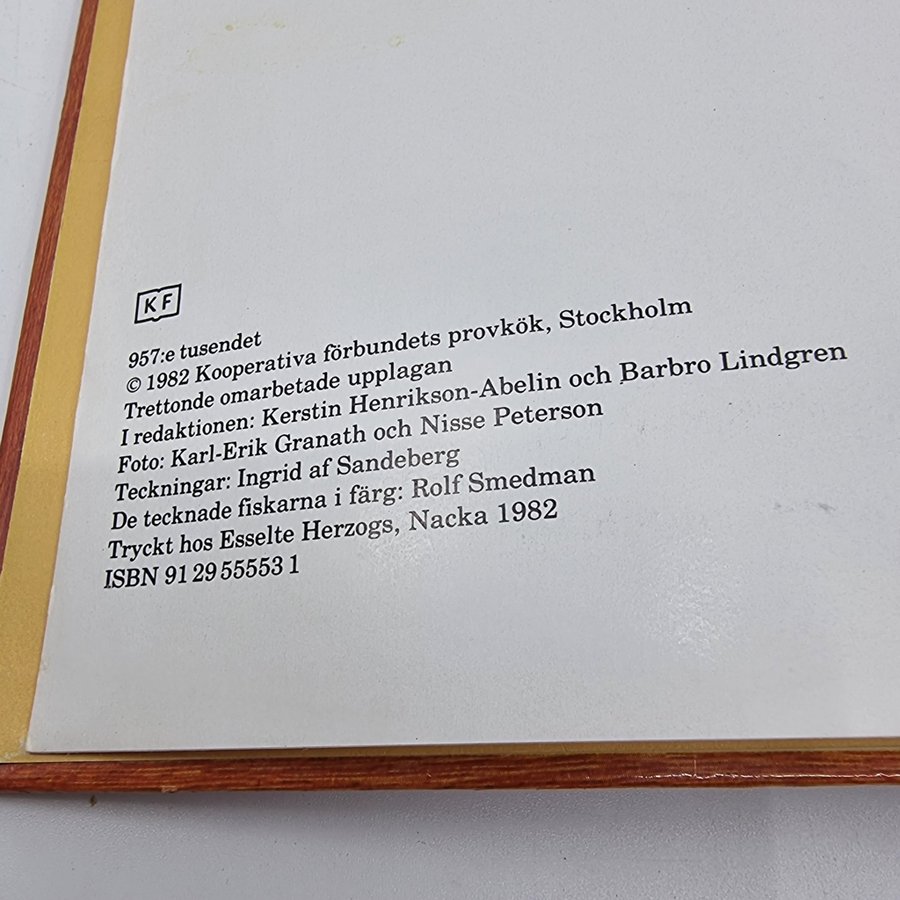 KF
957:e tusendet
© 1982 Kooperativa förbundets provkök, Stockholm
Trettonde omarbetade upplagan
I redaktionen: Kerstin Henrikson-Abelin och Barbro Lindgren
Foto: Karl-Erik Granath och Nisse Peterson
Teckningar: Ingrid af Sandeberg
De tecknade fiskarna i färg: Rolf Smedman
Tryckt hos Esselte Herzogs, Nacka 1982
ISBN 91 29 55553 1